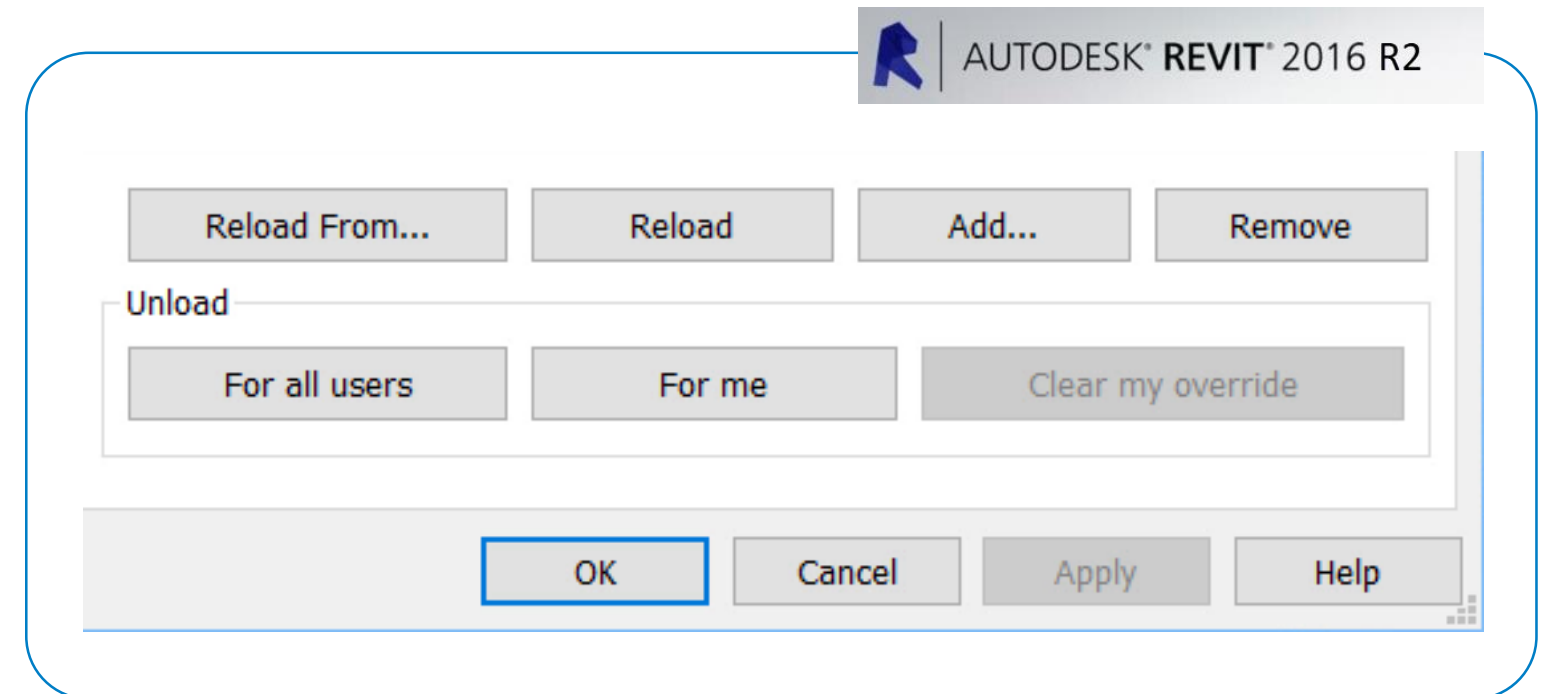 AUTODESK® REVIT® 2016 R2
Reload From... Reload Add... Remove
Unload
For all users For me Clear my override
OK Cancel Apply Help